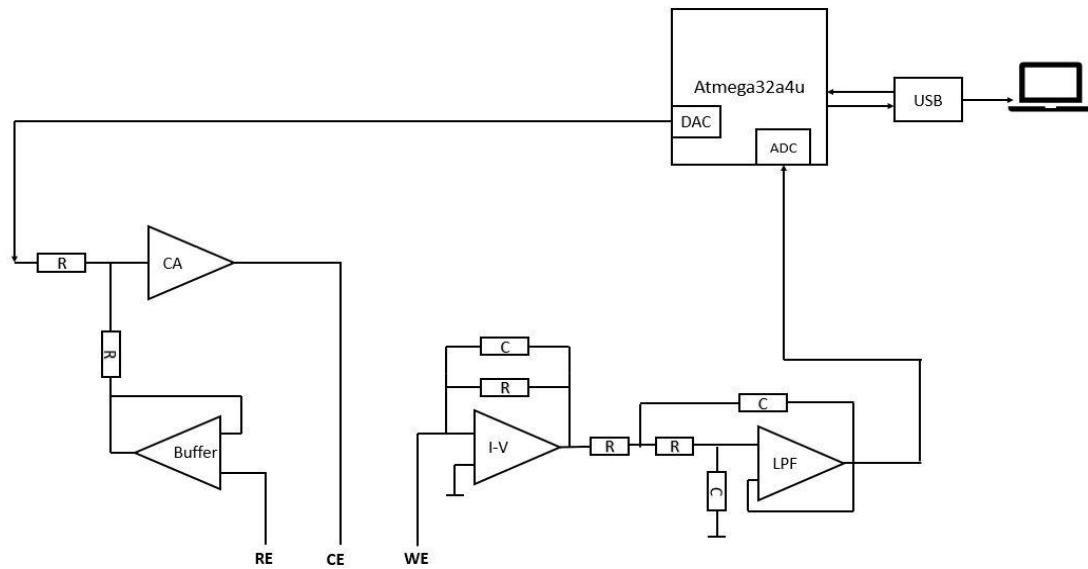 Atmega32a4u
USB
DAC
ADC
R
CA
R
C
R
C
Buffer
I-V
R
R
LPF
C
RE
CE
WE